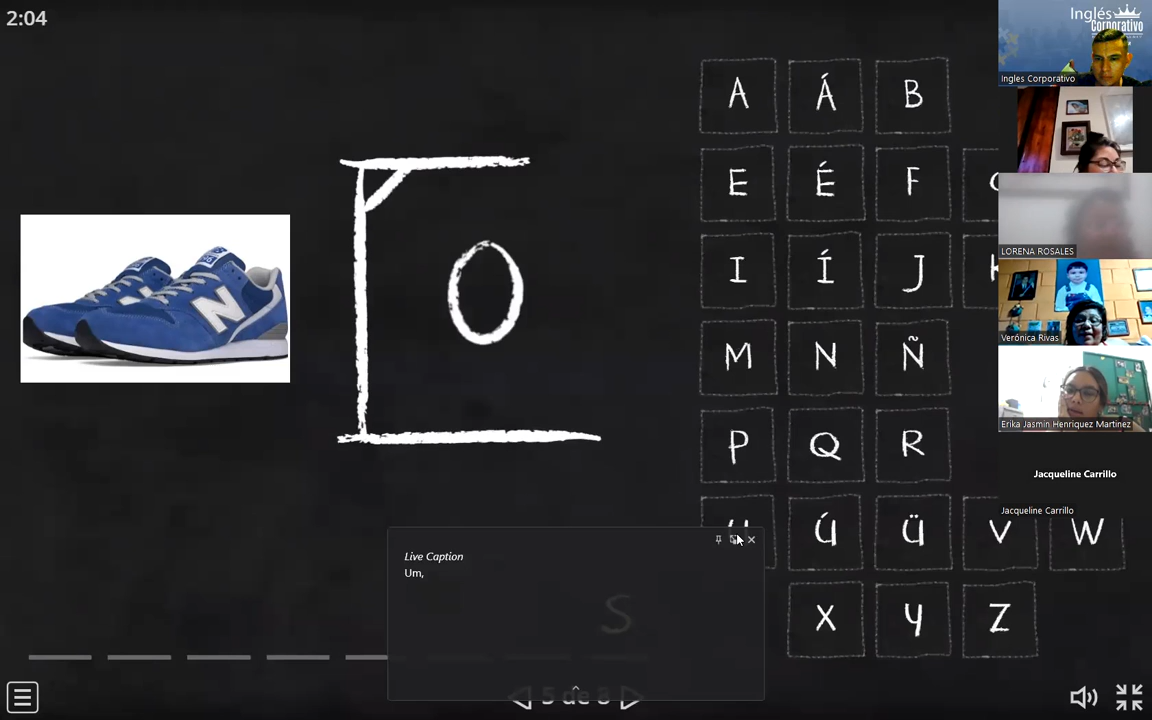 2:04
Inglés
Corporativo
Ingles Corporativo
A Á B
E É F
I Í J
M N Ñ
P Q R
Ú Ü V W
X Y Z
N
LORENA ROSALES
Verónica Rivas
Erika Jasmin Henriquez Martinez
Jacqueline Carrillo
Jacqueline Carrillo
Live Caption
Um,
S
5 de 8